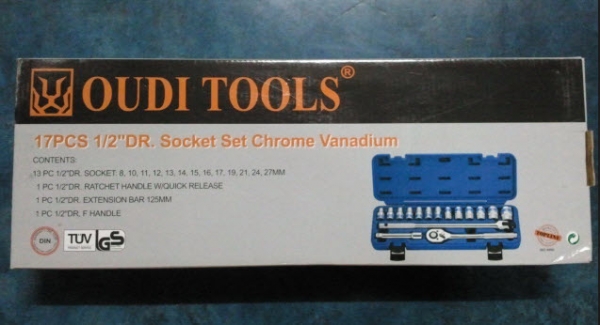 OUDI TOOLS®
17PCS 1/2"DR. Socket Set Chrome Vanadium
CONTENTS:
13 PC 1/2"DR. SOCKET: 8, 10, 11, 12, 13, 14, 15, 16, 17, 19, 21, 24, 27MM
1 PC 1/2"DR. RATCHET HANDLE W/QUICK RELEASE
1 PC 1/2"DR. EXTENSION BAR 125MM
1 PC 1/2"DR. F HANDLE
DIN
TUV
GS